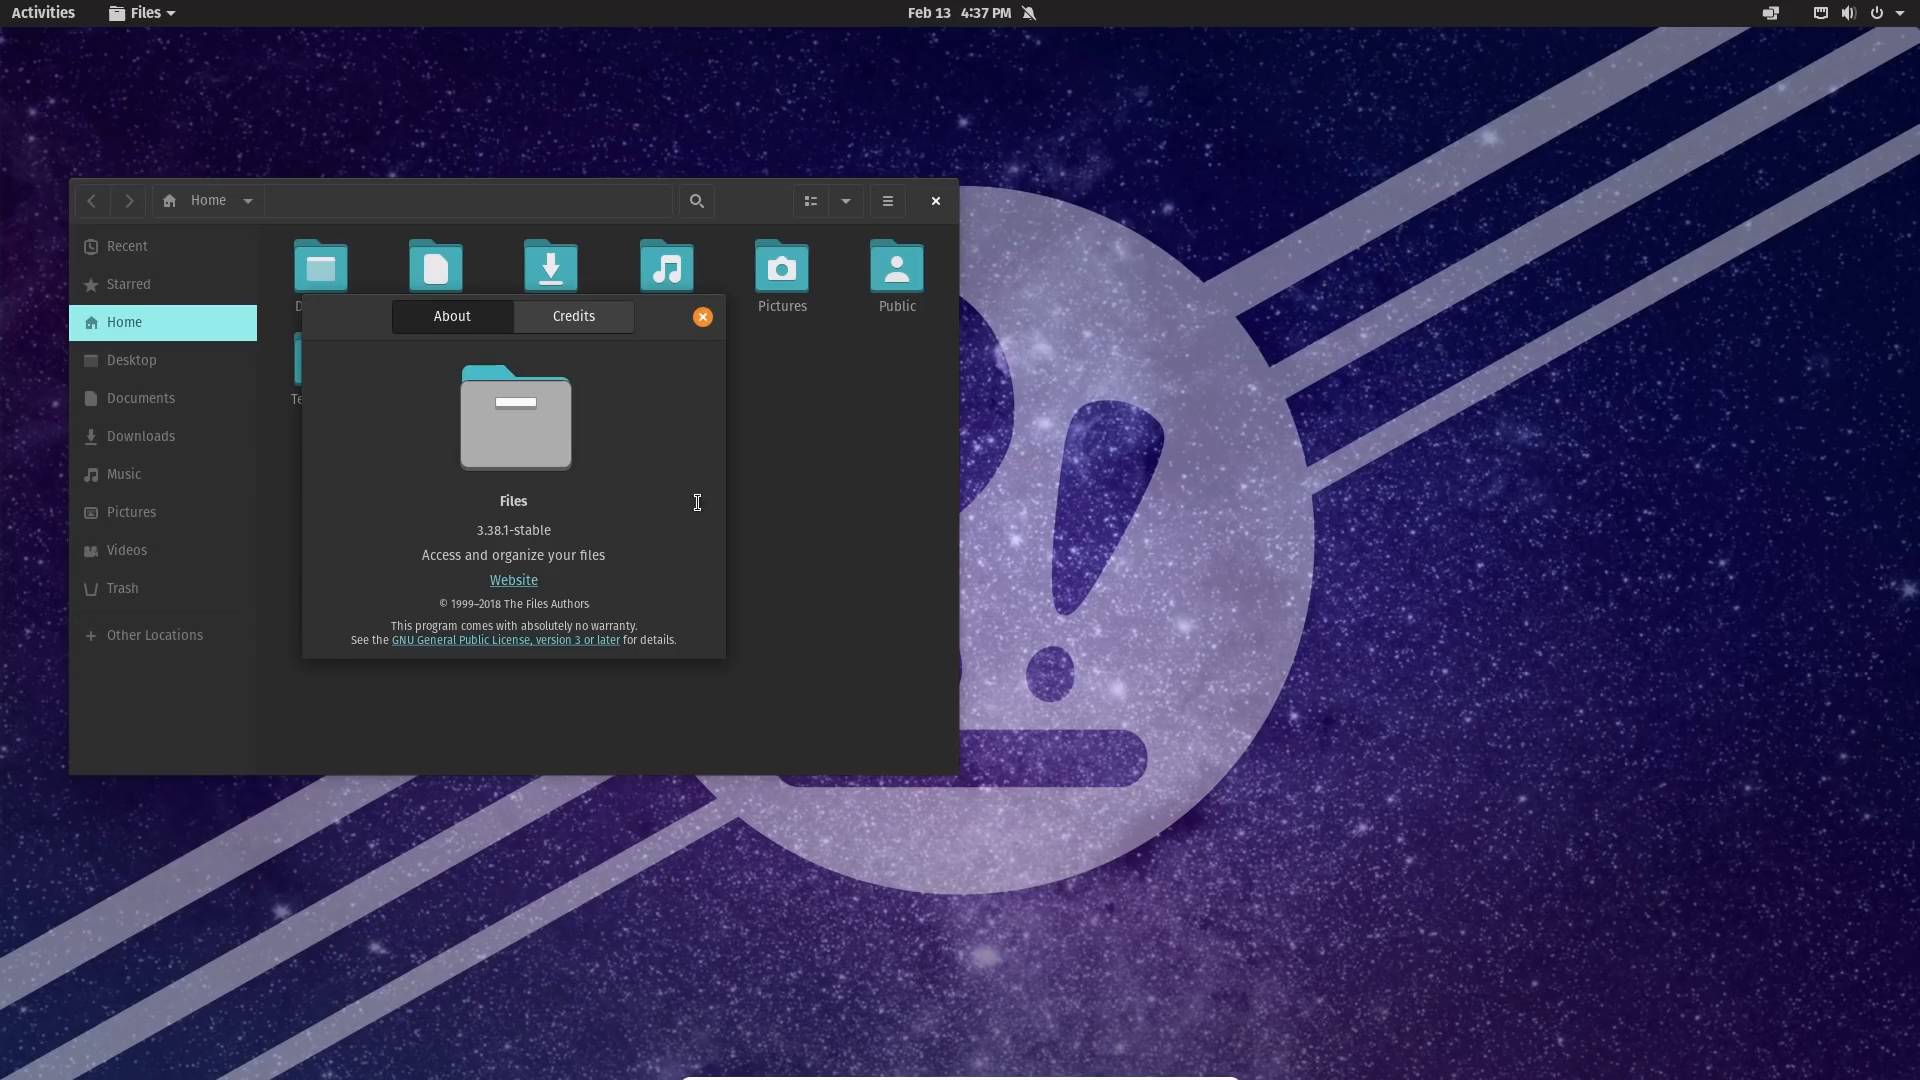 Activities
Files
Feb 13 4:37 PM
Home
Recent
Starred
Home
Desktop
Documents
Downloads
Music
Pictures
Videos
Trash
Other Locations
Pictures
Public
D
Te
About
Credits
Files
3.38.1-stable
Access and organize your files
Website
© 1999–2018 The Files Authors
This program comes with absolutely no warranty.
See the GNU General Public License, version 3 or later for details.